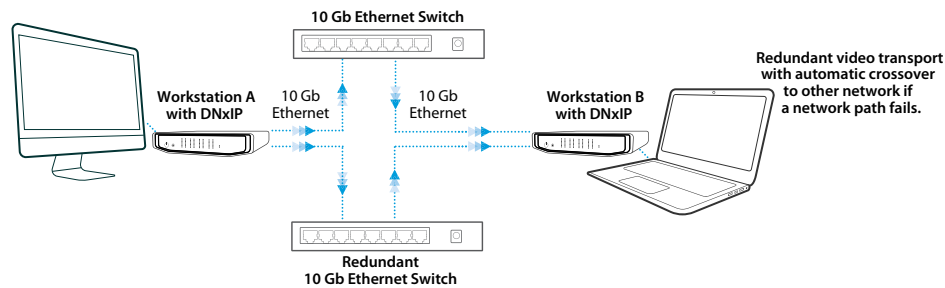 10 Gb Ethernet Switch
Redundant video transport
with automatic crossover
to other network if
a network path fails.
Workstation A
with DNxIP
10 Gb
Ethernet
10 Gb
Ethernet
Workstation B
with DNxIP
Redundant
10 Gb Ethernet Switch